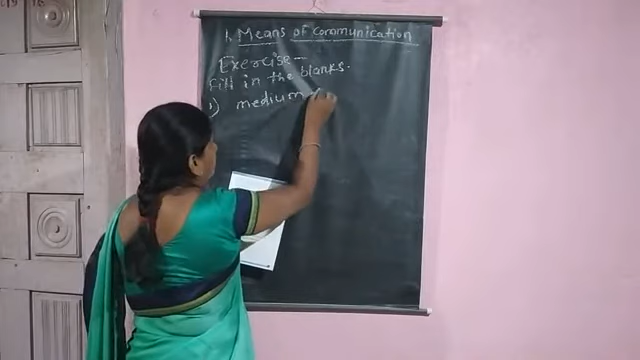 1. Means of Communication
Exercise -
Fill in the blanks.
1) medium